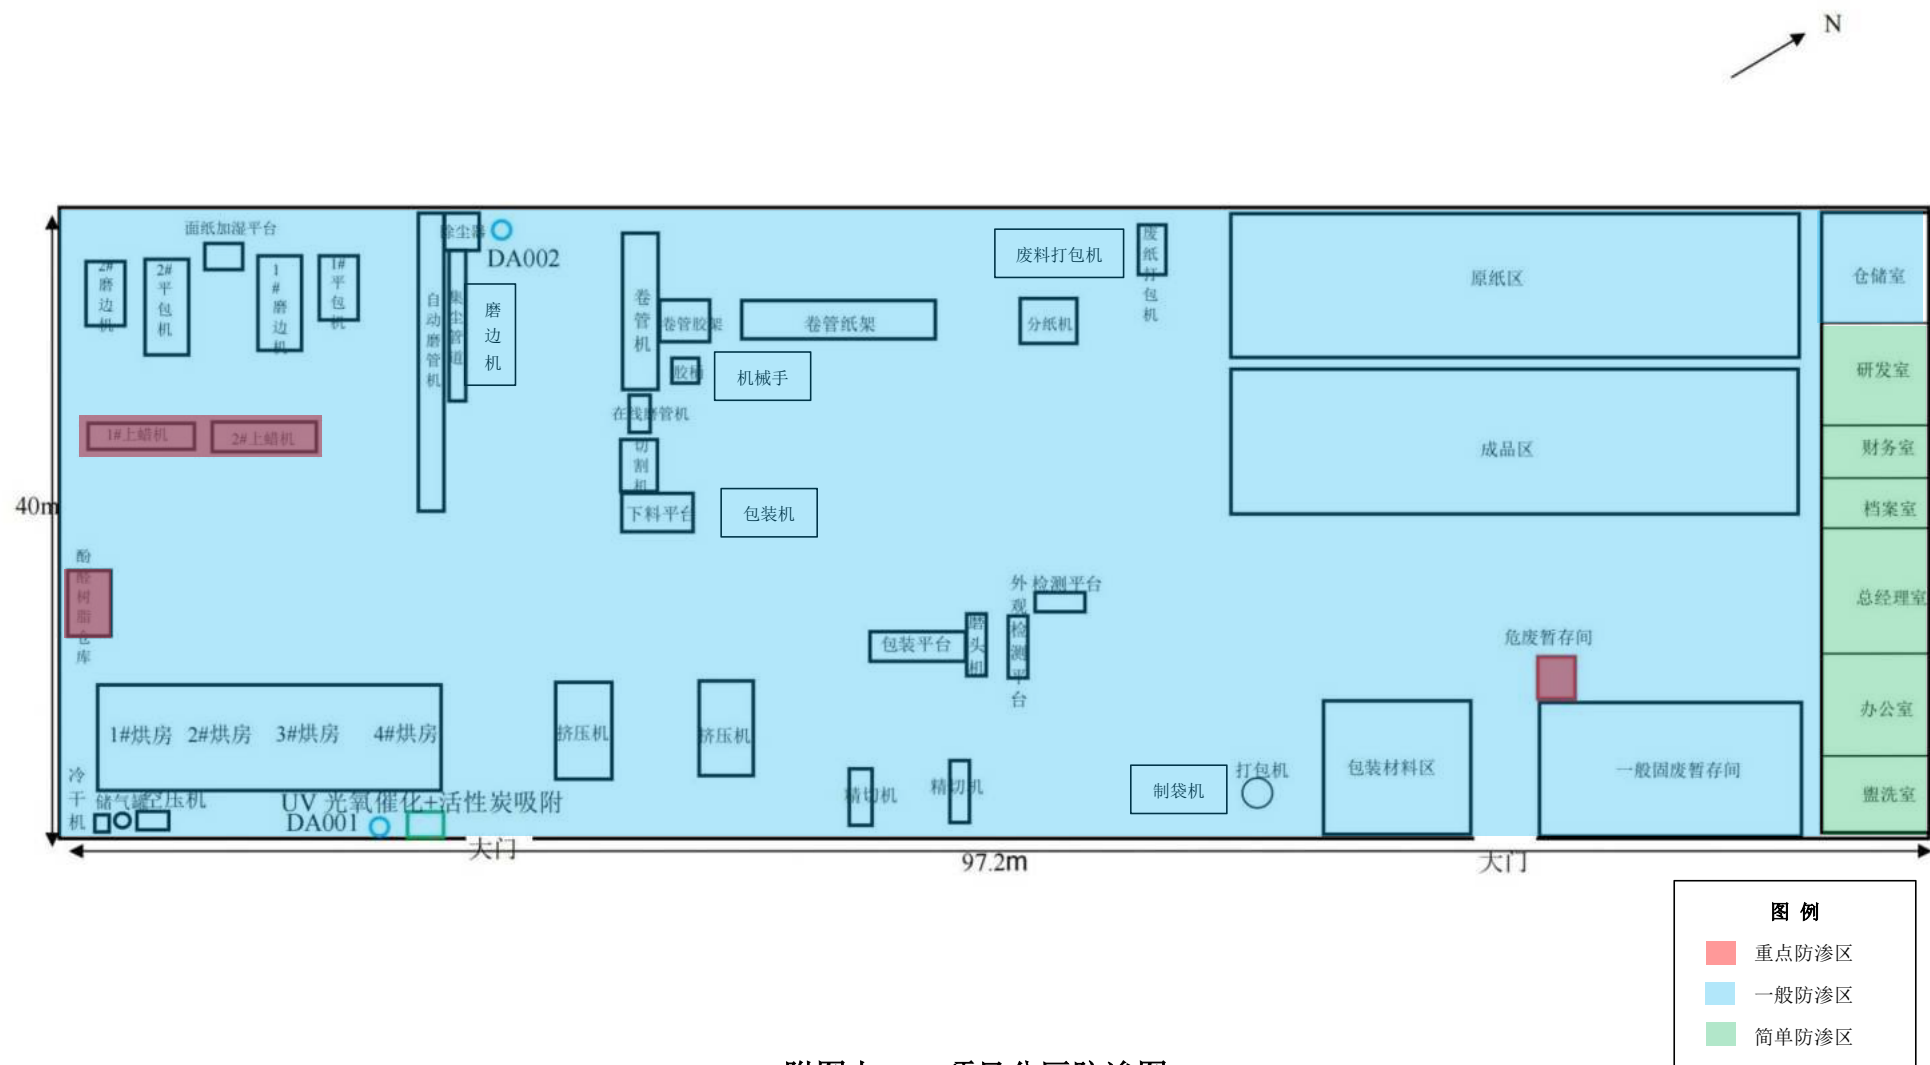 N
面纸加湿平台
2#磨边机
2#平包机
1#磨边机
1#平包机
自动磨管机
除尘器
集尘管道
DA002
磨边机
卷管机
卷管胶架
卷管纸架
胶桶
机械手
在线磨管机
切割机
下料平台
包装机
废料打包机
废纸打包机
分纸机
原纸区
成品区
仓储室
研发室
财务室
档案室
总经理室
办公室
盥洗室
1#上蜡机
2#上蜡机
40m
酚醛树脂仓库
1#烘房
2#烘房
3#烘房
4#烘房
冷干机
储气罐
空压机
UV 光氧催化+活性炭吸附
DA001
挤压机
挤压机
包装平台
磨头机
外观检测平台
检测平台
精切机
精切机
制袋机
打包机
包装材料区
危废暂存间
一般固废暂存间
大门
97.2m
大门
图 例
重点防渗区
一般防渗区
简单防渗区